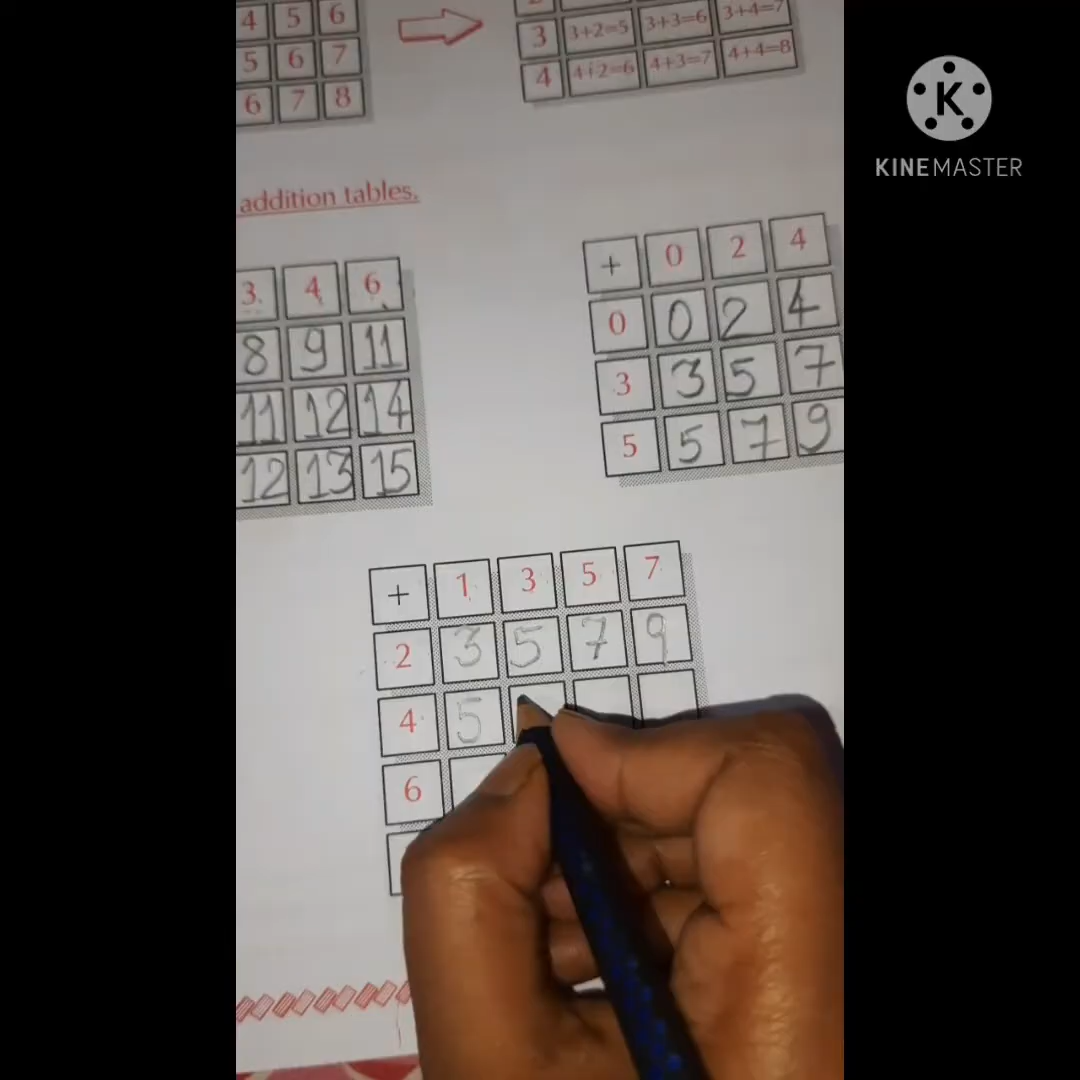 4 5 6
5 6 7
6 7 8
3 3+2=5 3+3=6 3+4=7
4 4+2=6 4+3=7 4+4=8
K
KINEMASTER
addition tables.
3 4 6
8 9 11
11 12 14
12 13 15
+ 0 2 4
0 0 2 4
3 3 5 7
5 5 7 9
+ 1 3 5 7
2 3 5 7 9
4 5
6